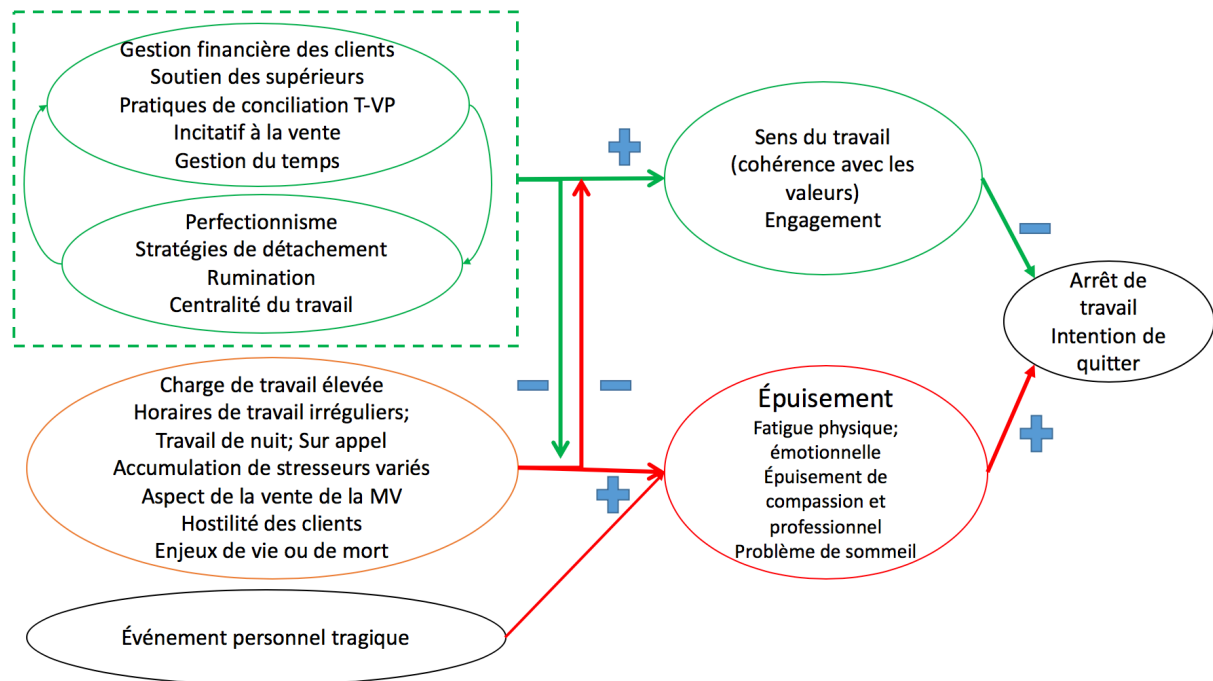 Gestion financière des clients
Soutien des supérieurs
Pratiques de conciliation T-VP
Incitatif à la vente
Gestion du temps
Perfectionnisme
Stratégies de détachement
Rumination
Centralité du travail
Sens du travail
(cohérence avec les
valeurs)
Engagement
Arrêt de
travail
Intention de
quitter
Charge de travail élevée
Horaires de travail irréguliers;
Travail de nuit; Sur appel
Accumulation de stresseurs variés
Aspect de la vente de la MV
Hostilité des clients
Enjeux de vie ou de mort
Épuisement
Fatigue physique;
émotionnelle
Épuisement de
compassion et
professionnel
Problème de sommeil
Événement personnel tragique